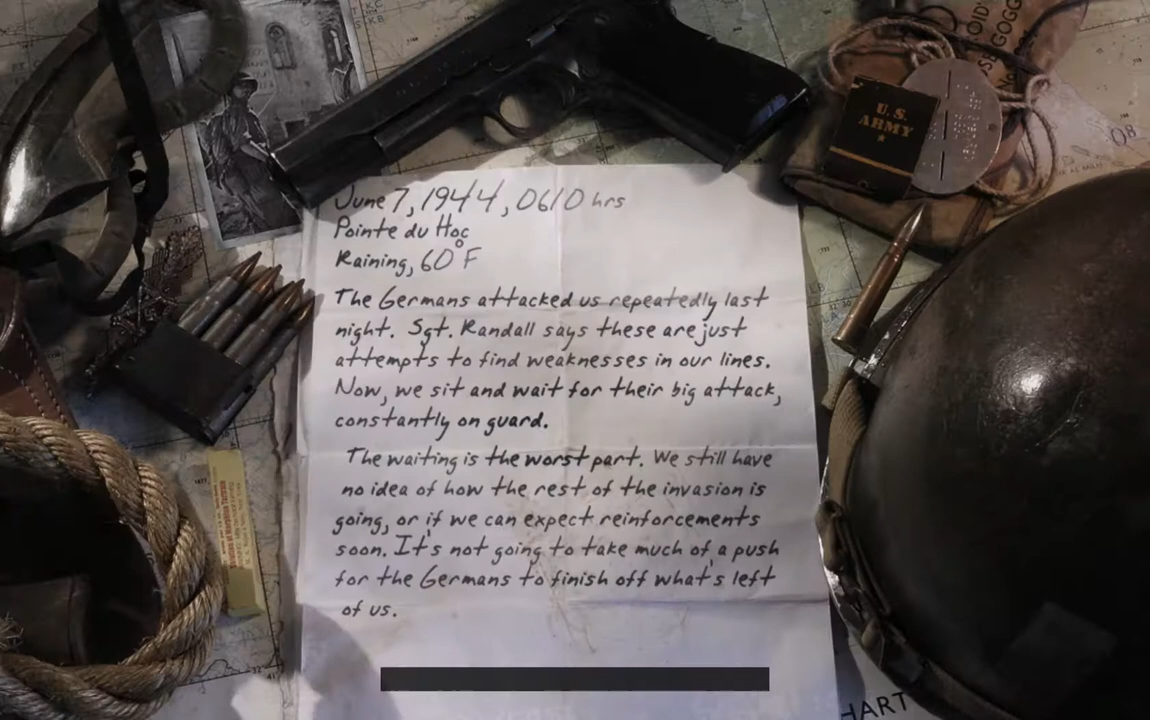 U.S.
ARMY
June 7, 1944, 0610 hrs
Pointe du Hoc
Raining, 60°F
The Germans attacked us repeatedly last
night. Sgt. Randall says these are just
attempts to find weaknesses in our lines.
Now, we sit and wait for their big attack,
constantly on guard.
The waiting is the worst part. We still have
no idea of how the rest of the invasion is
going, or if we can expect reinforcements
soon. It's not going to take much of a push
for the Germans to finish off what's left
of us.